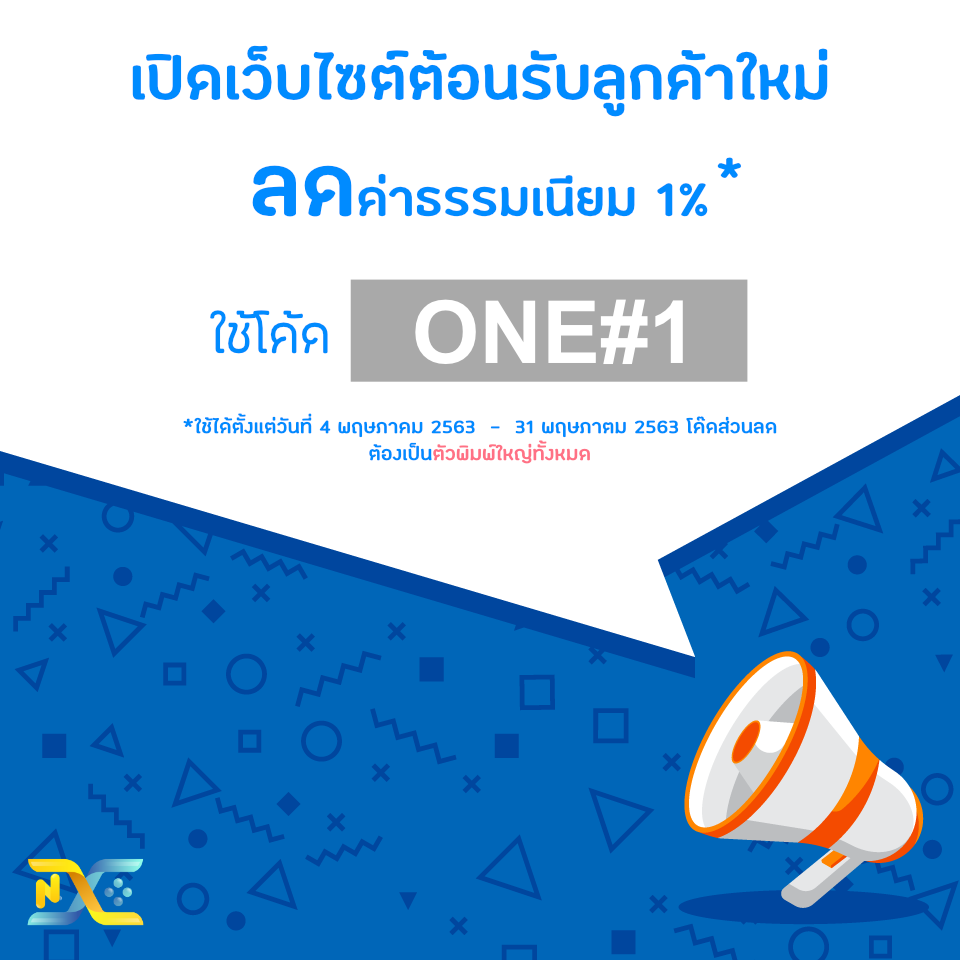 เปิดเว็บไซต์ต้อนรับลูกค้าใหม่
ลดค่าธรรมเนียม 1%*
ใช้โค้ด ONE#1
*ใช้ได้ตั้งแต่วันที่ 4 พฤษภาคม 2563 - 31 พฤษภาตม 2563 โค๊ดส่วนลด
ต้องเป็นตัวพิมพ์ใหญ่ทั้งหมด
N